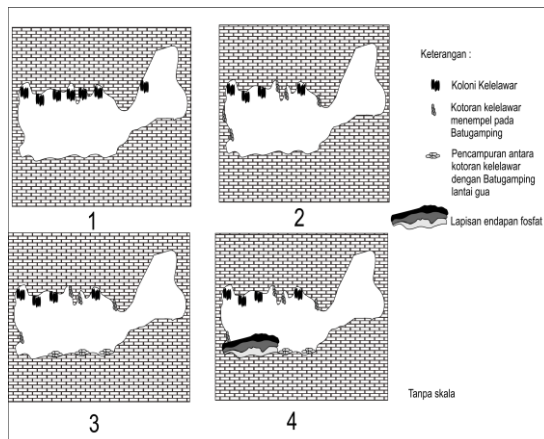 Keterangan :
Koloni Kelelawar
Kotoran kelelawar
menempel pada
Batugamping
Pencampuran antara
kotoran kelelawar
dengan Batugamping
lantai gua
Lapisan endapan fosfat
1
2
3
4
Tanpa skala